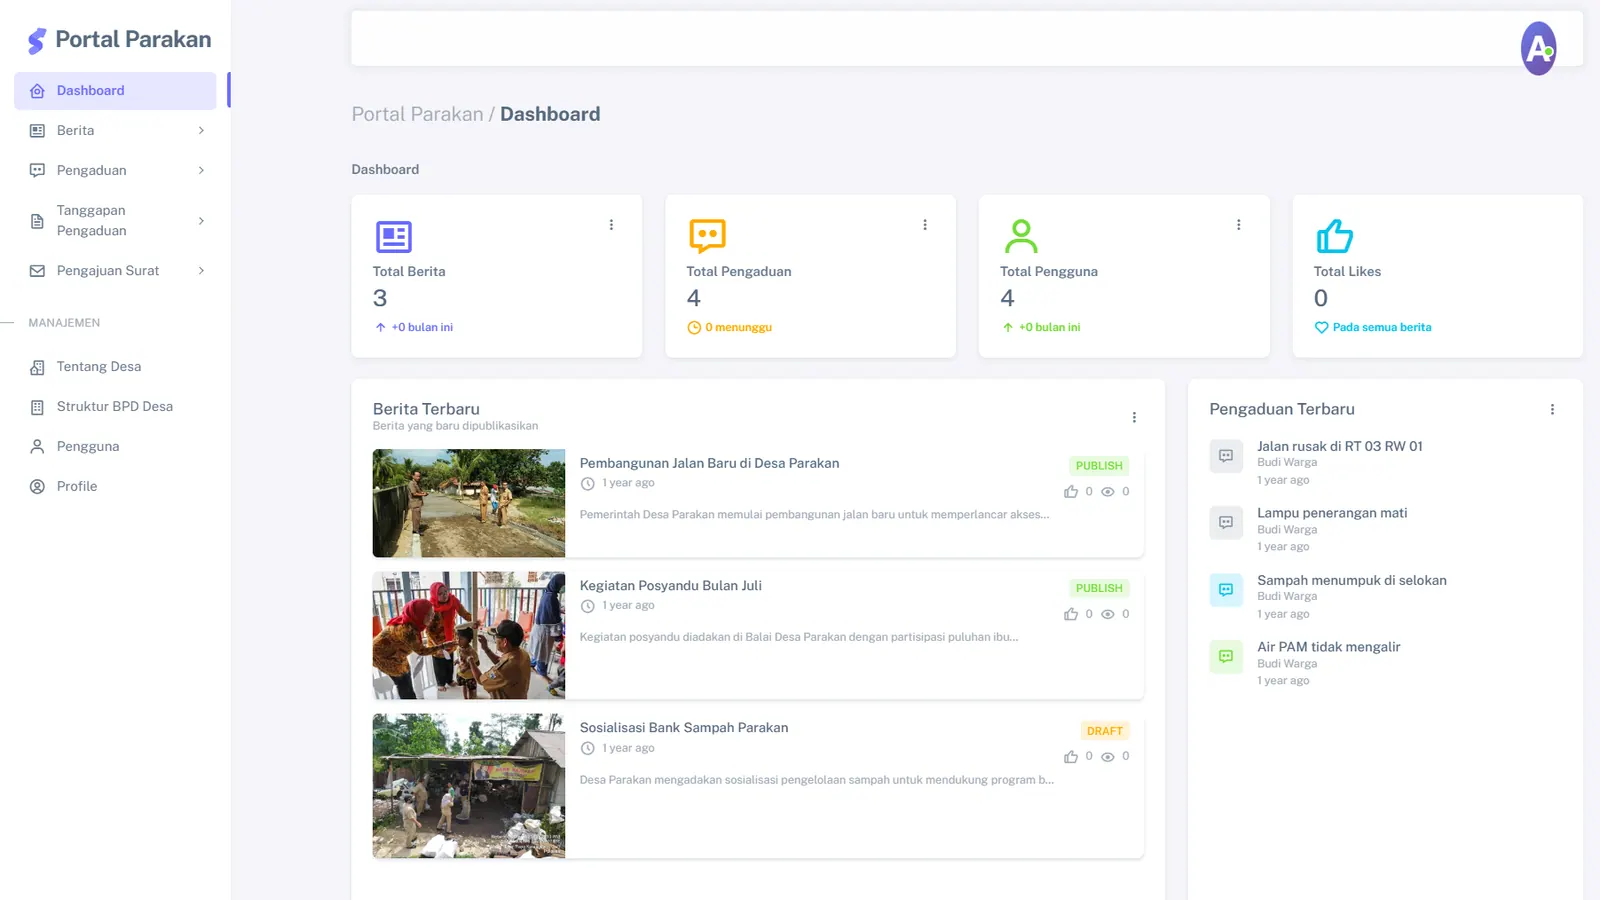 Portal Parakan
Dashboard
Berita
Pengaduan
Tanggapan
Pengaduan
Pengajuan Surat
MANAJEMEN
Tentang Desa
Struktur BPD Desa
Pengguna
Profile
A
Portal Parakan / Dashboard
Dashboard
Total Berita
3
+0 bulan ini
Total Pengaduan
4
0 menunggu
Total Pengguna
4
+0 bulan ini
Total Likes
0
Pada semua berita
Berita Terbaru
Berita yang baru dipublikasikan
Pembangunan Jalan Baru di Desa Parakan
PUBLISH
1 year ago
0 0
Pemerintah Desa Parakan memulai pembangunan jalan baru untuk memperlancar akses...
Kegiatan Posyandu Bulan Juli
PUBLISH
1 year ago
0 0
Kegiatan posyandu diadakan di Balai Desa Parakan dengan partisipasi puluhan ibu...
Sosialisasi Bank Sampah Parakan
DRAFT
1 year ago
0 0
Desa Parakan mengadakan sosialisasi pengelolaan sampah untuk mendukung program b...
Pengaduan Terbaru
Jalan rusak di RT 03 RW 01
Budi Warga
1 year ago
Lampu penerangan mati
Budi Warga
1 year ago
Sampah menumpuk di selokan
Budi Warga
1 year ago
Air PAM tidak mengalir
Budi Warga
1 year ago